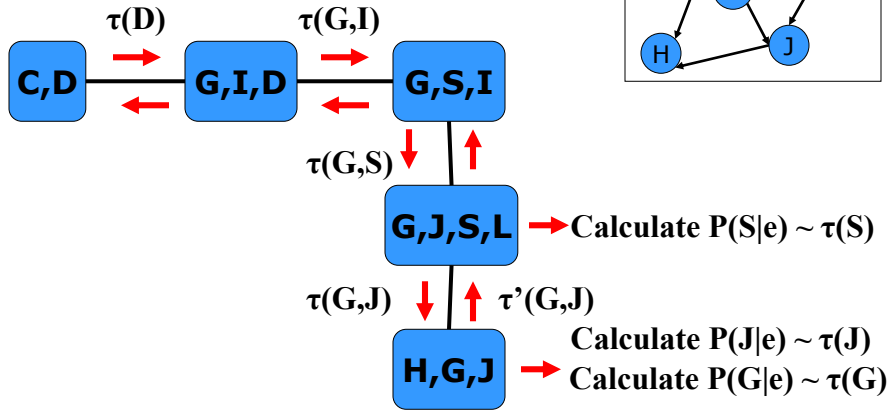 τ(D)
τ(G,I)
C,D
G,I,D
G,S,I
H
J
τ(G,S)
G,J,S,L
Calculate P(S|e) ~ τ(S)
τ(G,J)
τ’(G,J)
H,G,J
Calculate P(J|e) ~ τ(J)
Calculate P(G|e) ~ τ(G)